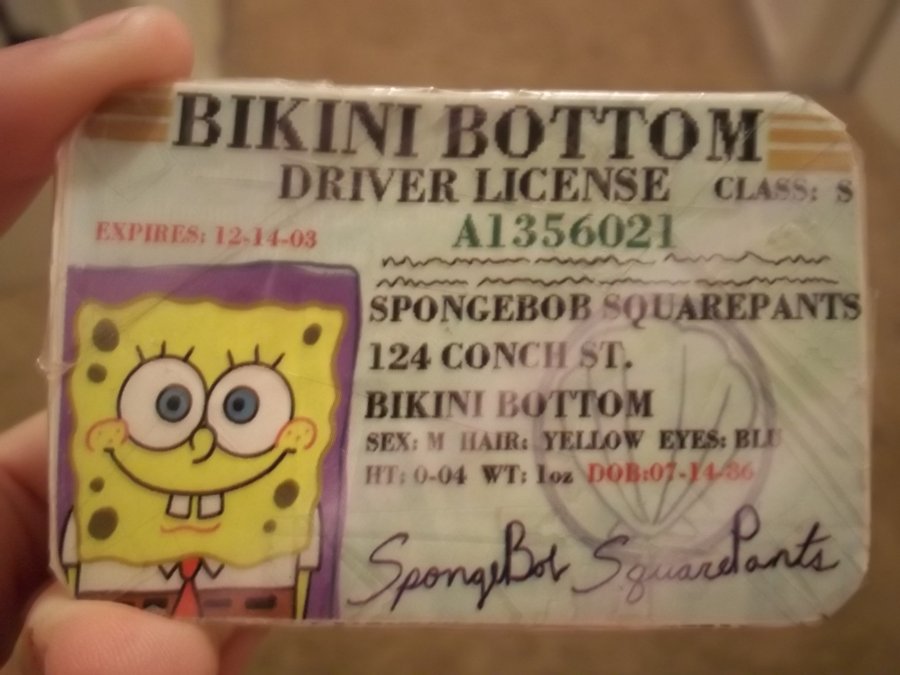 BIKINI BOTTOM
DRIVER LICENSE CLASS: S
EXPIRES: 12-14-03 A1356021
SPONGEBOB SQUAREPANTS
124 CONCH ST.
BIKINI BOTTOM
SEX: M HAIR: YELLOW EYES: BLU
HT: 0-04 WT: 1oz DOB:07-14-86
SpongeBob SquarePants